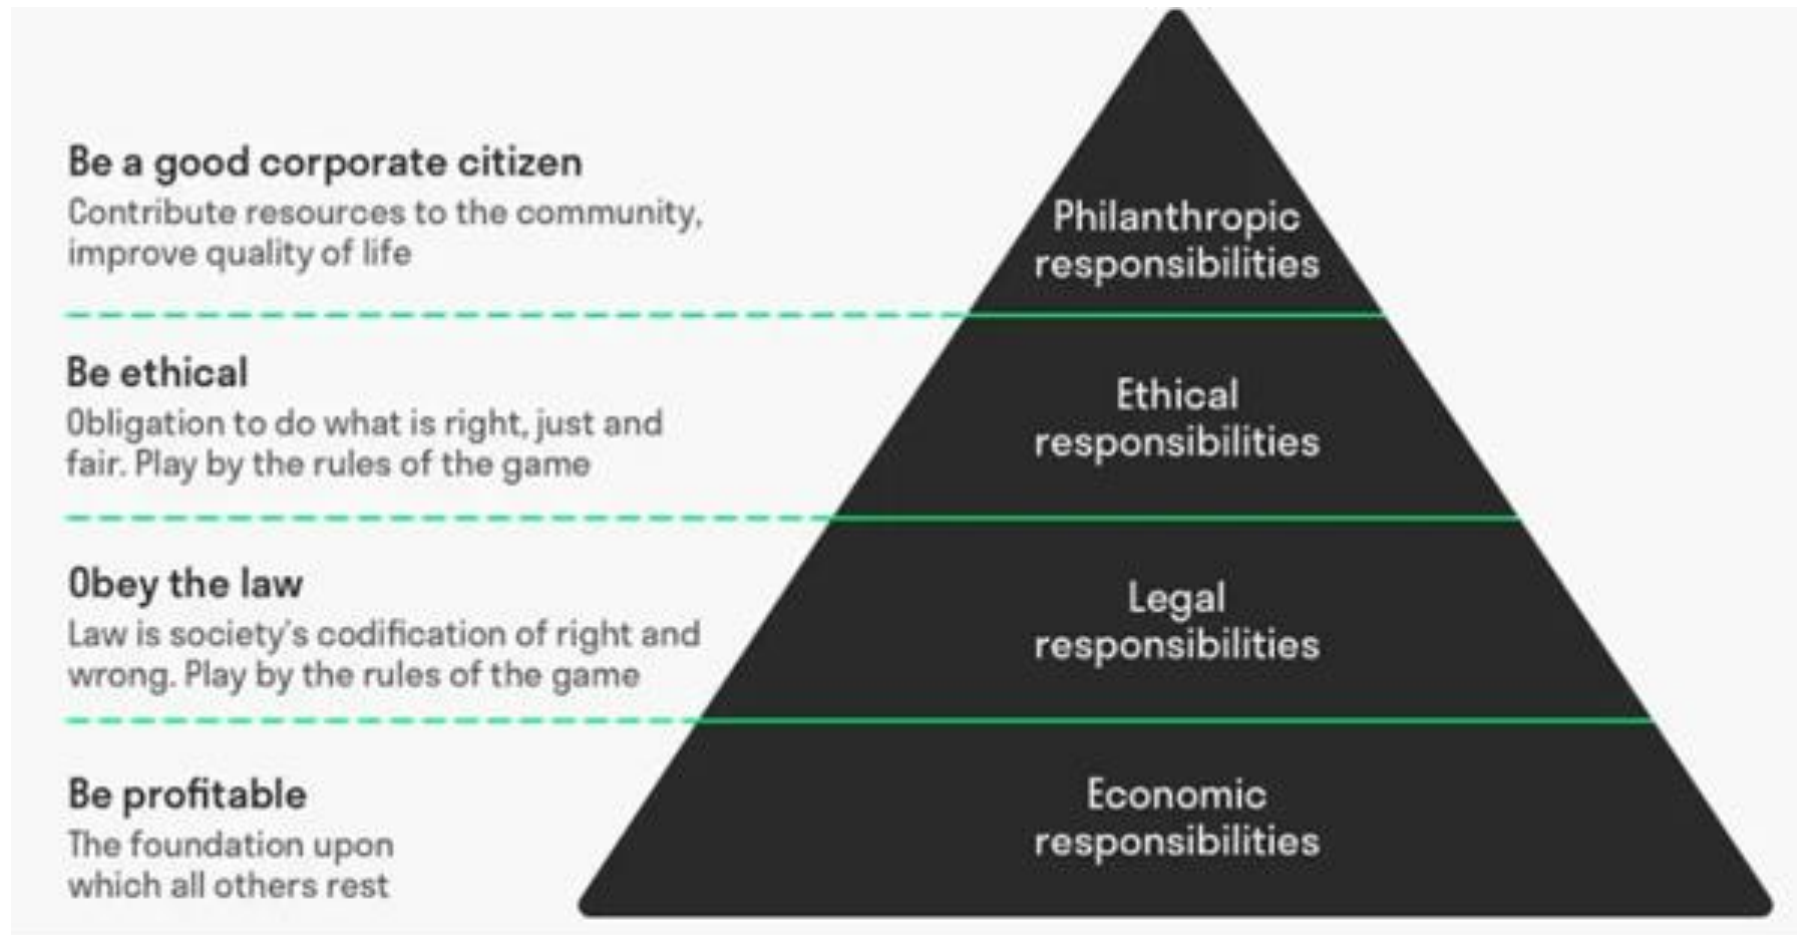 Be a good corporate citizen
Contribute resources to the community,
improve quality of life
Philanthropic
responsibilities
Be ethical
Obligation to do what is right, just and
fair. Play by the rules of the game
Ethical
responsibilities
Obey the law
Law is society's codification of right and
wrong. Play by the rules of the game
Legal
responsibilities
Be profitable
The foundation upon
which all others rest
Economic
responsibilities